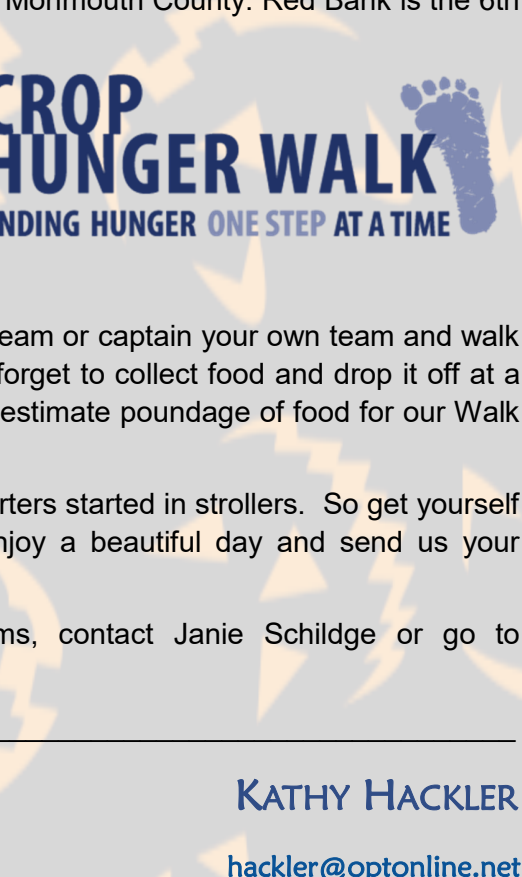 Monmouth County. Red Bank is the 6th
CROP
HUNGER WALK
NDING HUNGER ONE STEP AT A TIME
eam or captain your own team and walk
forget to collect food and drop it off at a
estimate poundage of food for our Walk
rters started in strollers.  So get yourself
njoy a beautiful day and send us your
ms, contact Janie Schildge or go to
KATHY HACKLER
hackler@optonline.net